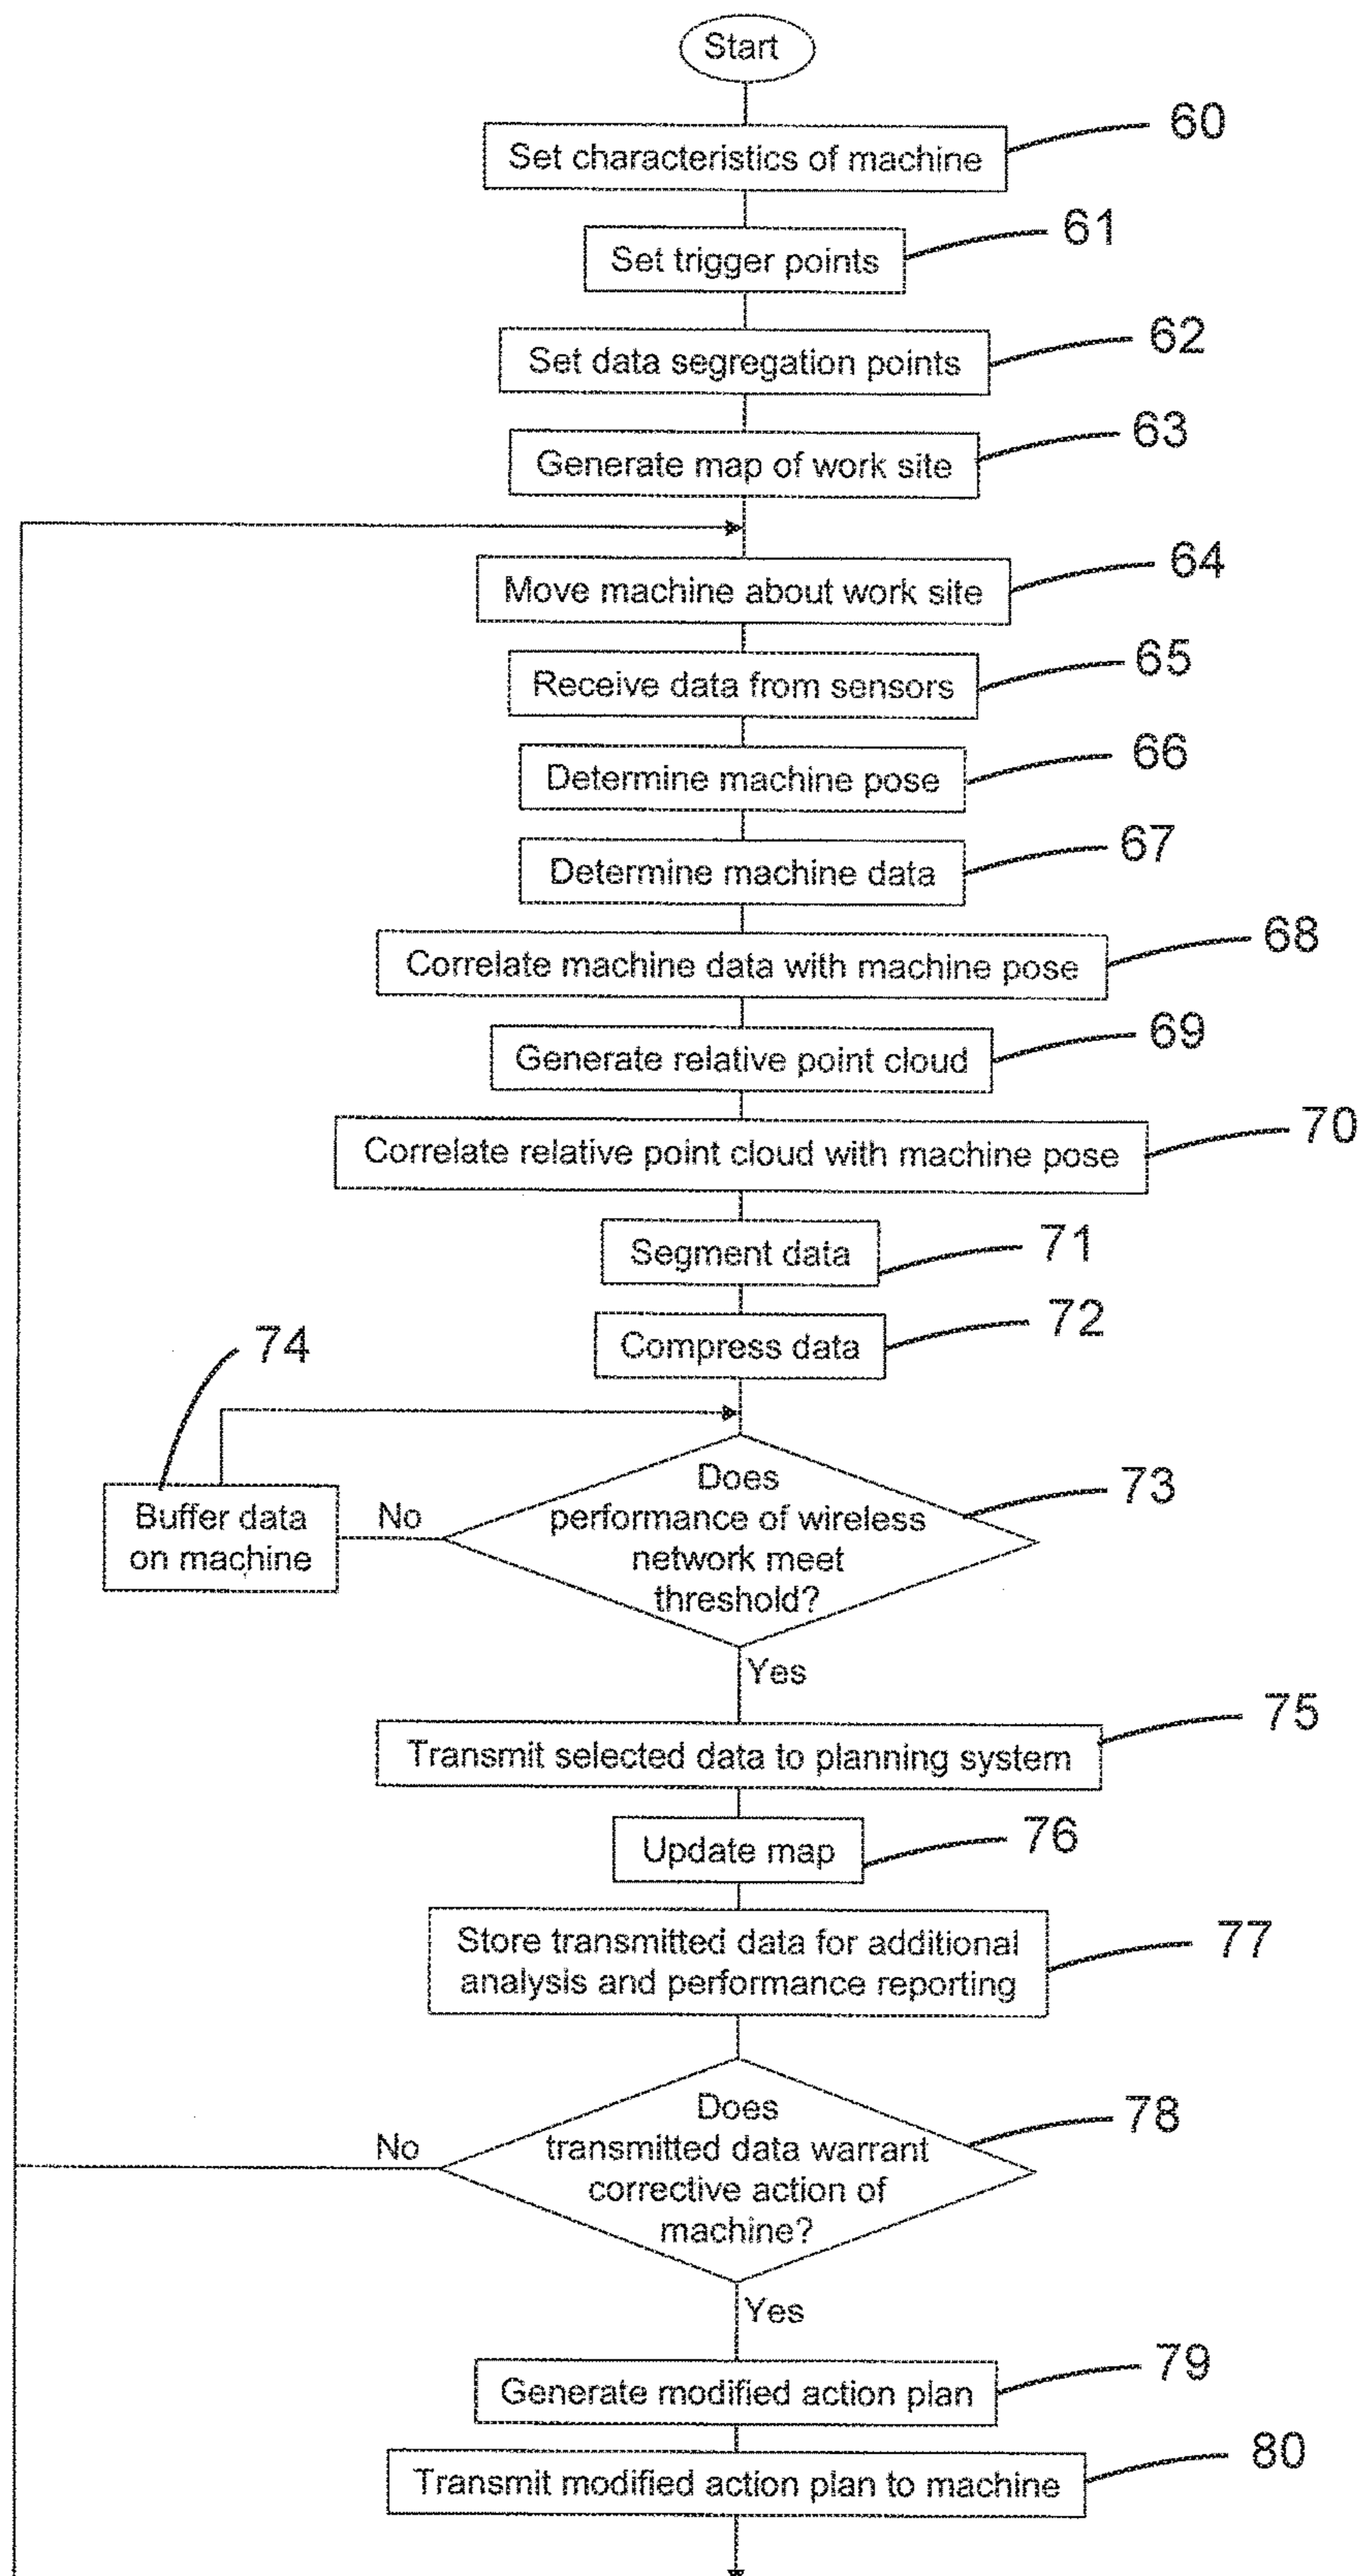 Start
60
Set characteristics of machine
61
Set trigger points
62
Set data segregation points
63
Generate map of work site
64
Move machine about work site
65
Receive data from sensors
66
Determine machine pose
67
Determine machine data
68
Correlate machine data with machine pose
69
Generate relative point cloud
70
Correlate relative point cloud with machine pose
71
Segment data
72
Compress data
74
73
Does
performance of wireless
network meet
threshold?
No
Buffer data
on machine
Yes
75
Transmit selected data to planning system
76
Update map
77
Store transmitted data for additional
analysis and performance reporting
78
Does
transmitted data warrant
corrective action of
machine?
No
Yes
79
Generate modified action plan
80
Transmit modified action plan to machine